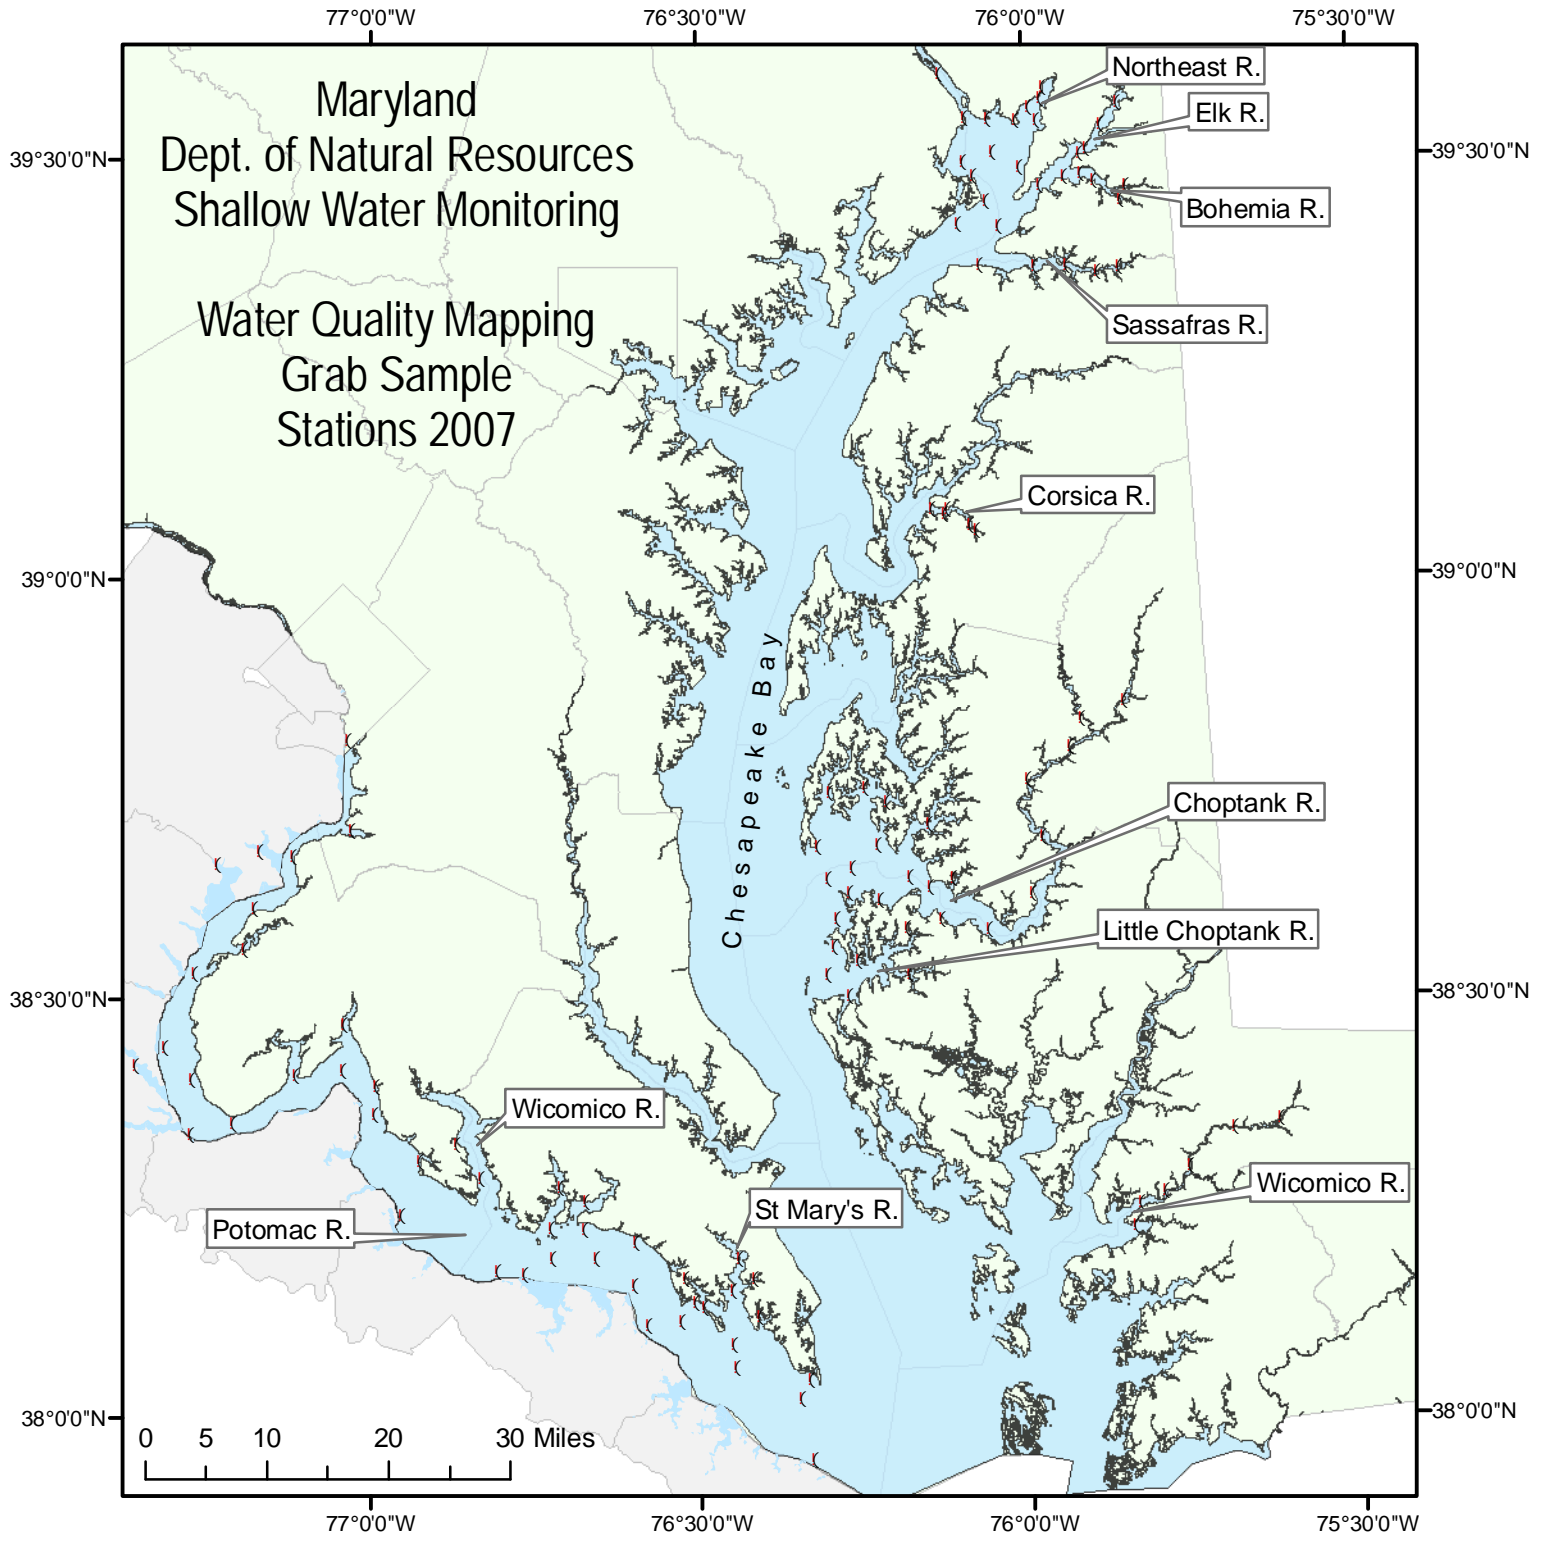 77°0'0"W
76°30'0"W
76°0'0"W
75°30'0"W
Maryland
Dept. of Natural Resources
Shallow Water Monitoring
Water Quality Mapping
Grab Sample
Stations 2007
Northeast R.
Elk R.
39°30'0"N
39°30'0"N
Bohemia R.
Sassafras R.
Corsica R.
39°0'0"N
39°0'0"N
Chesapeake Bay
Choptank R.
Little Choptank R.
38°30'0"N
38°30'0"N
Wicomico R.
Wicomico R.
St Mary's R.
Potomac R.
38°0'0"N
38°0'0"N
0 5 10 20 30 Miles
77°0'0"W
76°30'0"W
76°0'0"W
75°30'0"W